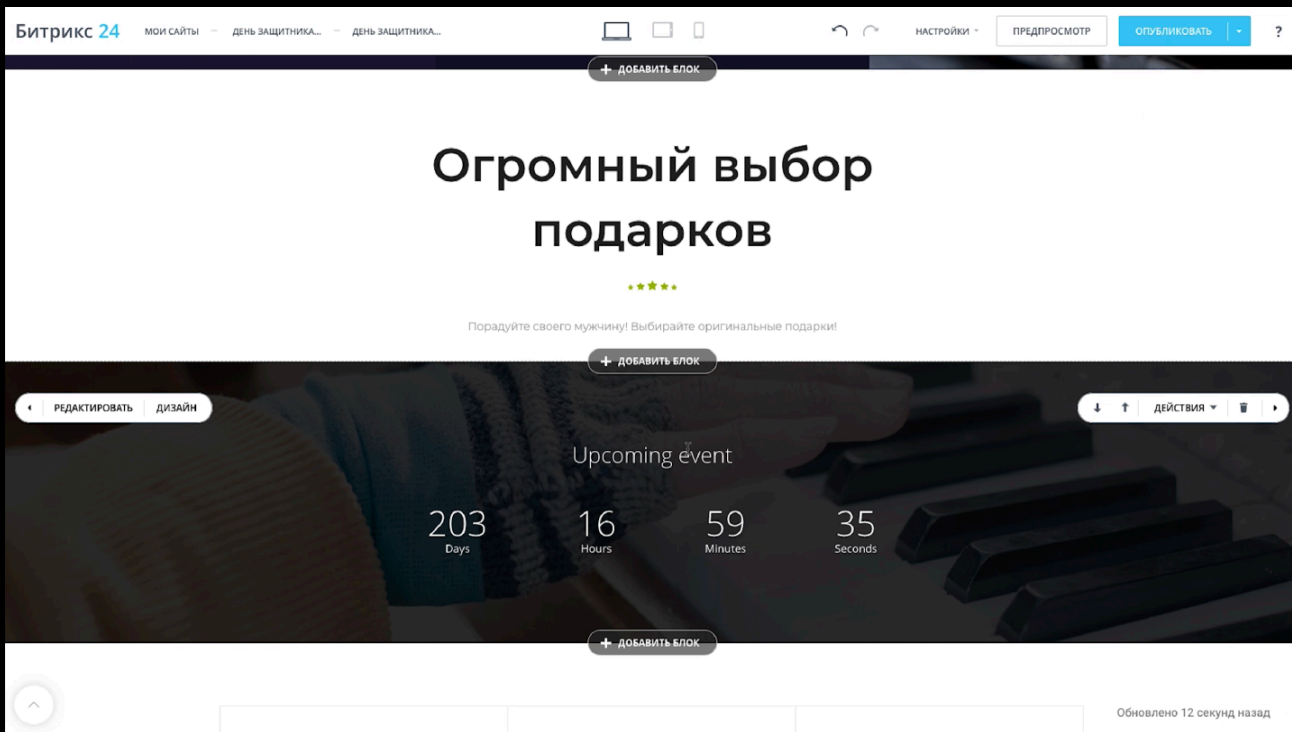 Битрикс 24 МОИ САЙТЫ – ДЕНЬ ЗАЩИТНИКА... – ДЕНЬ ЗАЩИТНИКА... НАСТРОЙКИ ПРЕДПРОСМОТР ОПУБЛИКОВАТЬ ?
+ ДОБАВИТЬ БЛОК
Огромный выбор
подарков
Порадуйте своего мужчину! Выбирайте оригинальные подарки!
+ ДОБАВИТЬ БЛОК
РЕДАКТИРОВАТЬ ДИЗАЙН ДЕЙСТВИЯ
Upcoming event
203 16 59 35
Days Hours Minutes Seconds
+ ДОБАВИТЬ БЛОК
Обновлено 12 секунд назад